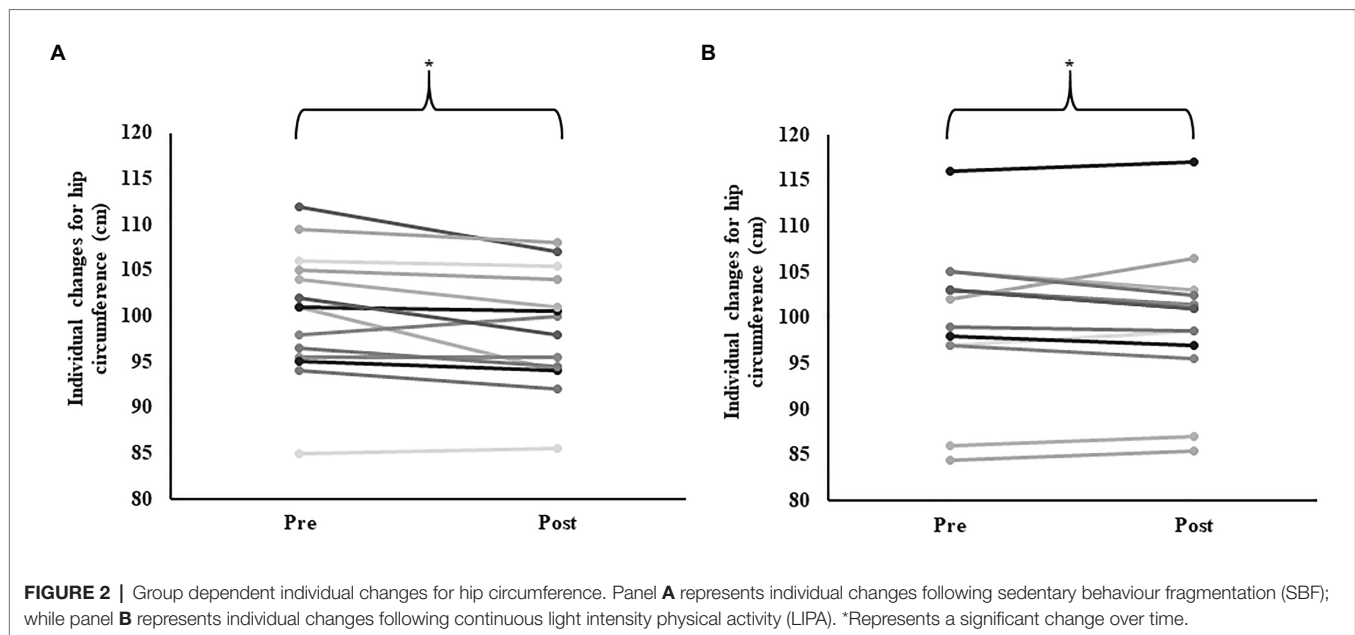 A
B
*
*
120
115
110
105
100
95
90
85
80
Individual changes for hip
circumference (cm)
Pre
Post
120
115
110
105
100
95
90
85
80
Individual changes for hip
circumference (cm)
Pre
Post
FIGURE 2 | Group dependent individual changes for hip circumference. Panel A represents individual changes following sedentary behaviour fragmentation (SBF);
while panel B represents individual changes following continuous light intensity physical activity (LIPA). *Represents a significant change over time.